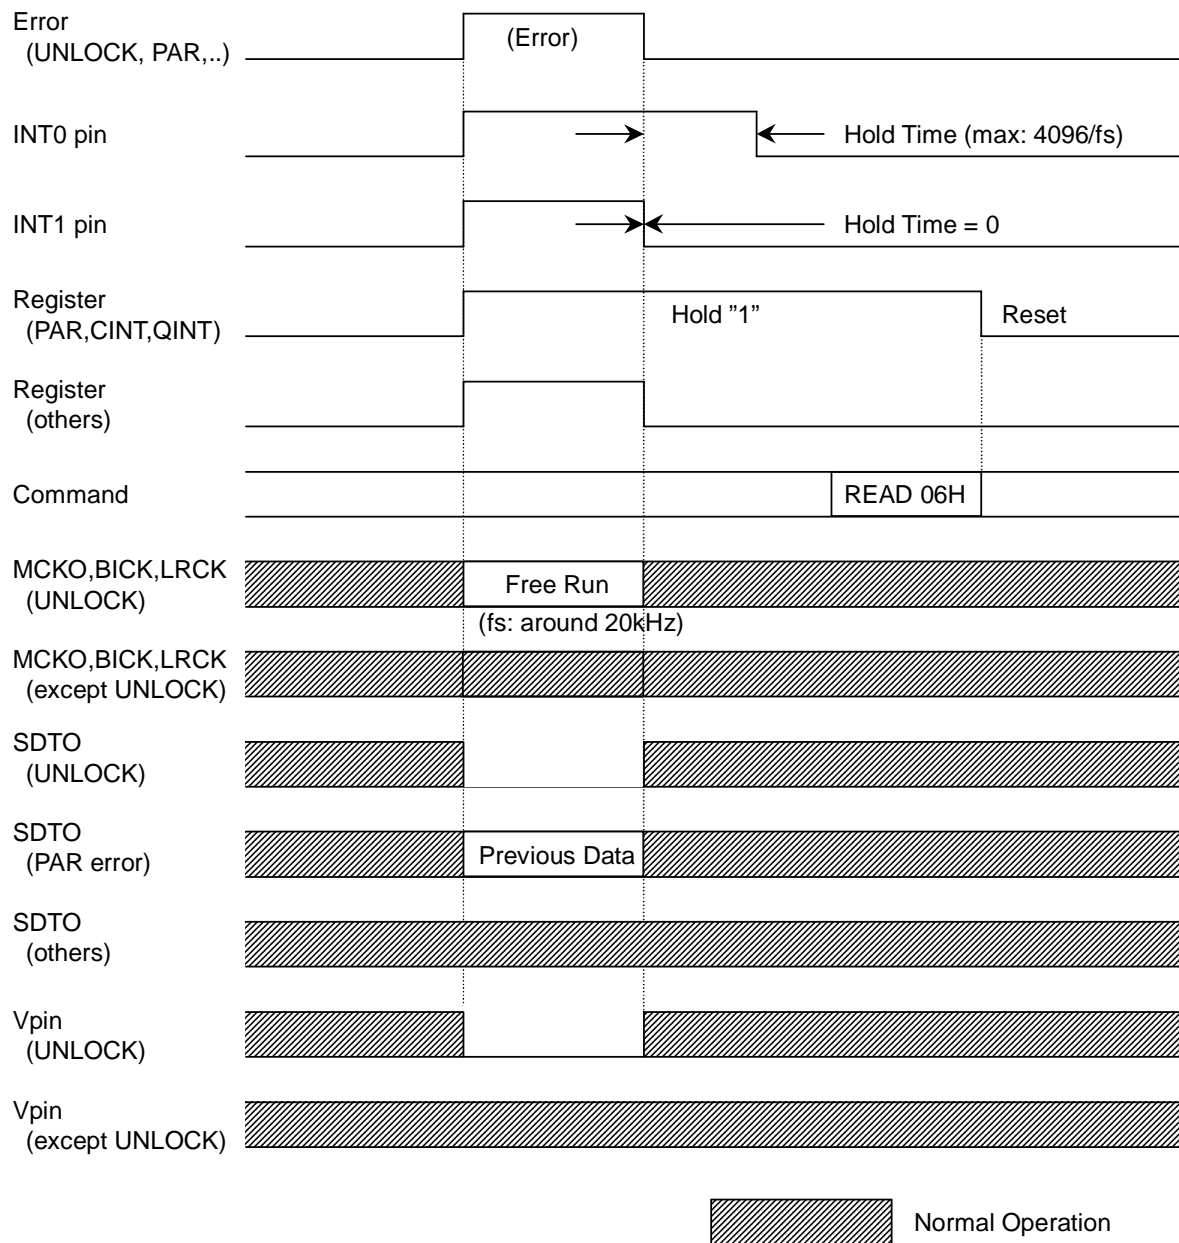 Error
(UNLOCK, PAR,..)
(Error)
INT0 pin
Hold Time (max: 4096/fs)
INT1 pin
Hold Time = 0
Register
(PAR,CINT,QINT)
Hold ”1”
Reset
Register
(others)
Command
READ 06H
MCKO,BICK,LRCK
(UNLOCK)
Free Run
(fs: around 20kHz)
MCKO,BICK,LRCK
(except UNLOCK)
SDTO
(UNLOCK)
SDTO
(PAR error)
Previous Data
SDTO
(others)
Vpin
(UNLOCK)
Vpin
(except UNLOCK)
Normal Operation